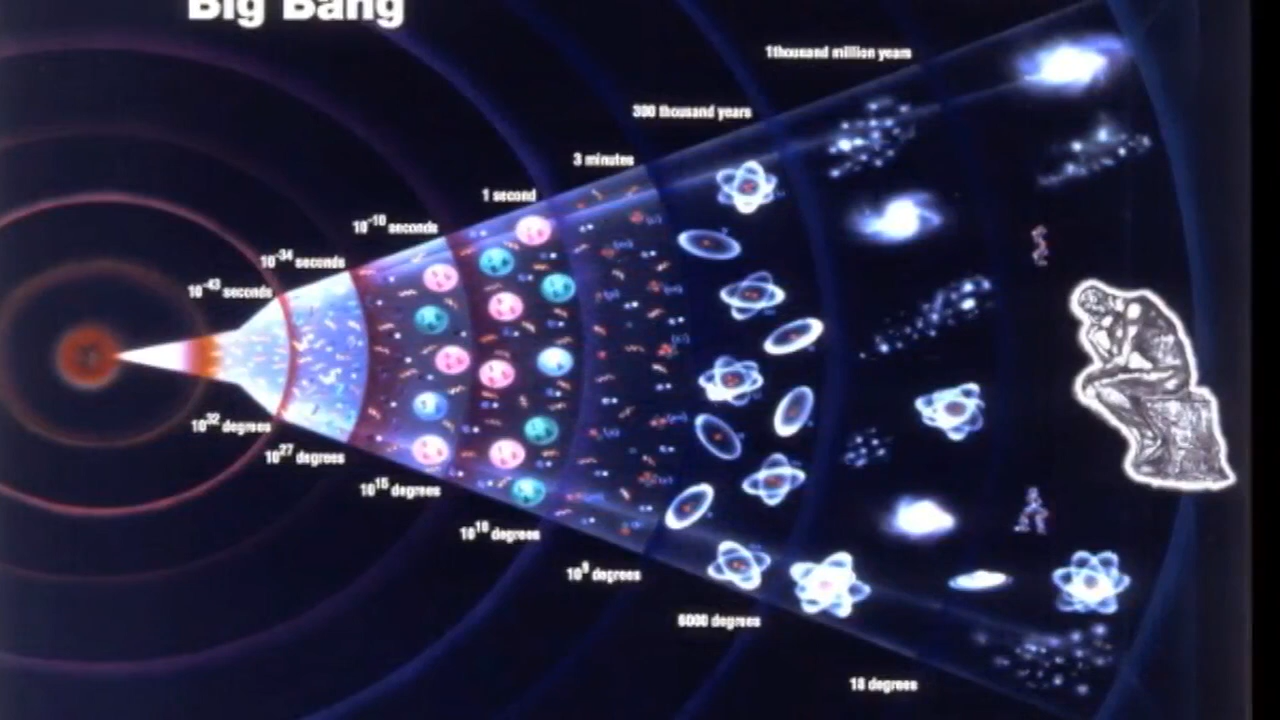 Big Bang
1thousand million years
300 thousand years
3 minutes
1 second
10-10 seconds
10-34 seconds
10-43 seconds
1032 degrees
1027 degrees
1015 degrees
1010 degrees
109 degrees
6000 degrees
18 degrees